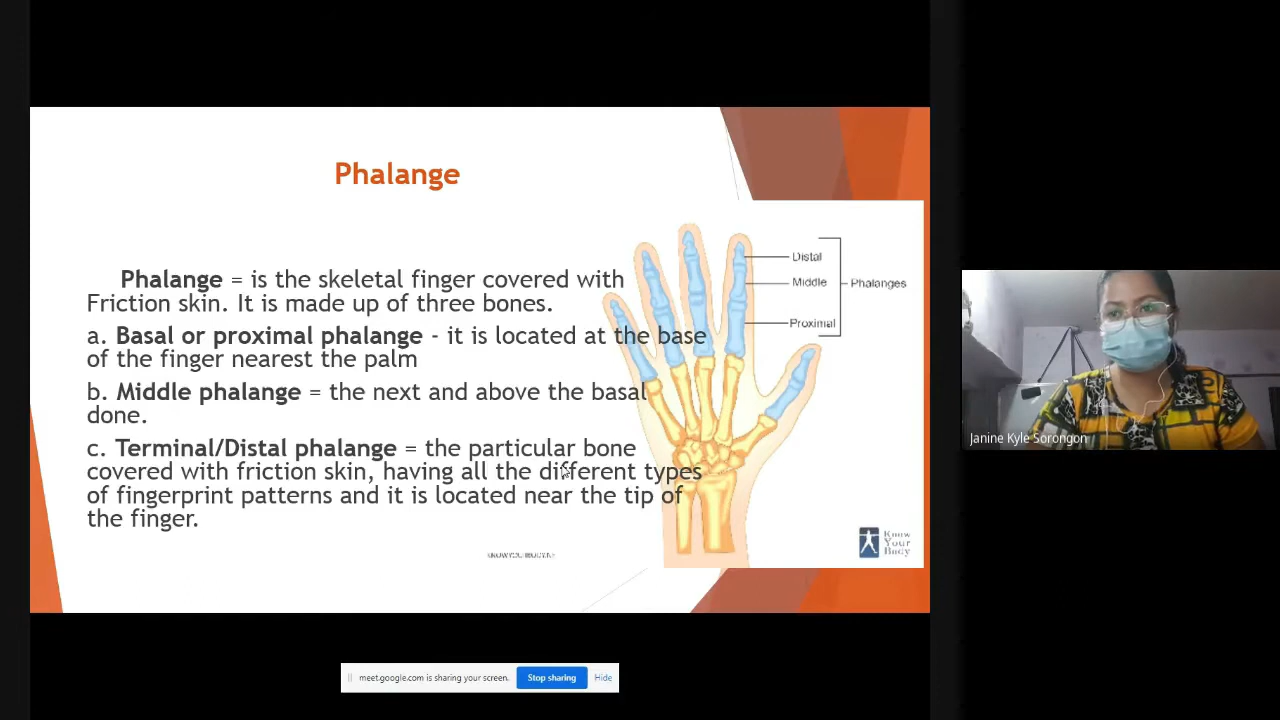 Phalange
Phalange = is the skeletal finger covered with
Friction skin. It is made up of three bones.
a. Basal or proximal phalange - it is located at the base
of the finger nearest the palm
b. Middle phalange = the next and above the basal
done.
c. Terminal/Distal phalange = the particular bone
covered with friction skin, having all the different types
of fingerprint patterns and it is located near the tip of
the finger.
Distal
Middle
Phalanges
Proximal
Know
Your
Body
Janine Kyle Sorongon
meet.google.com is sharing your screen.
Stop sharing
Hide